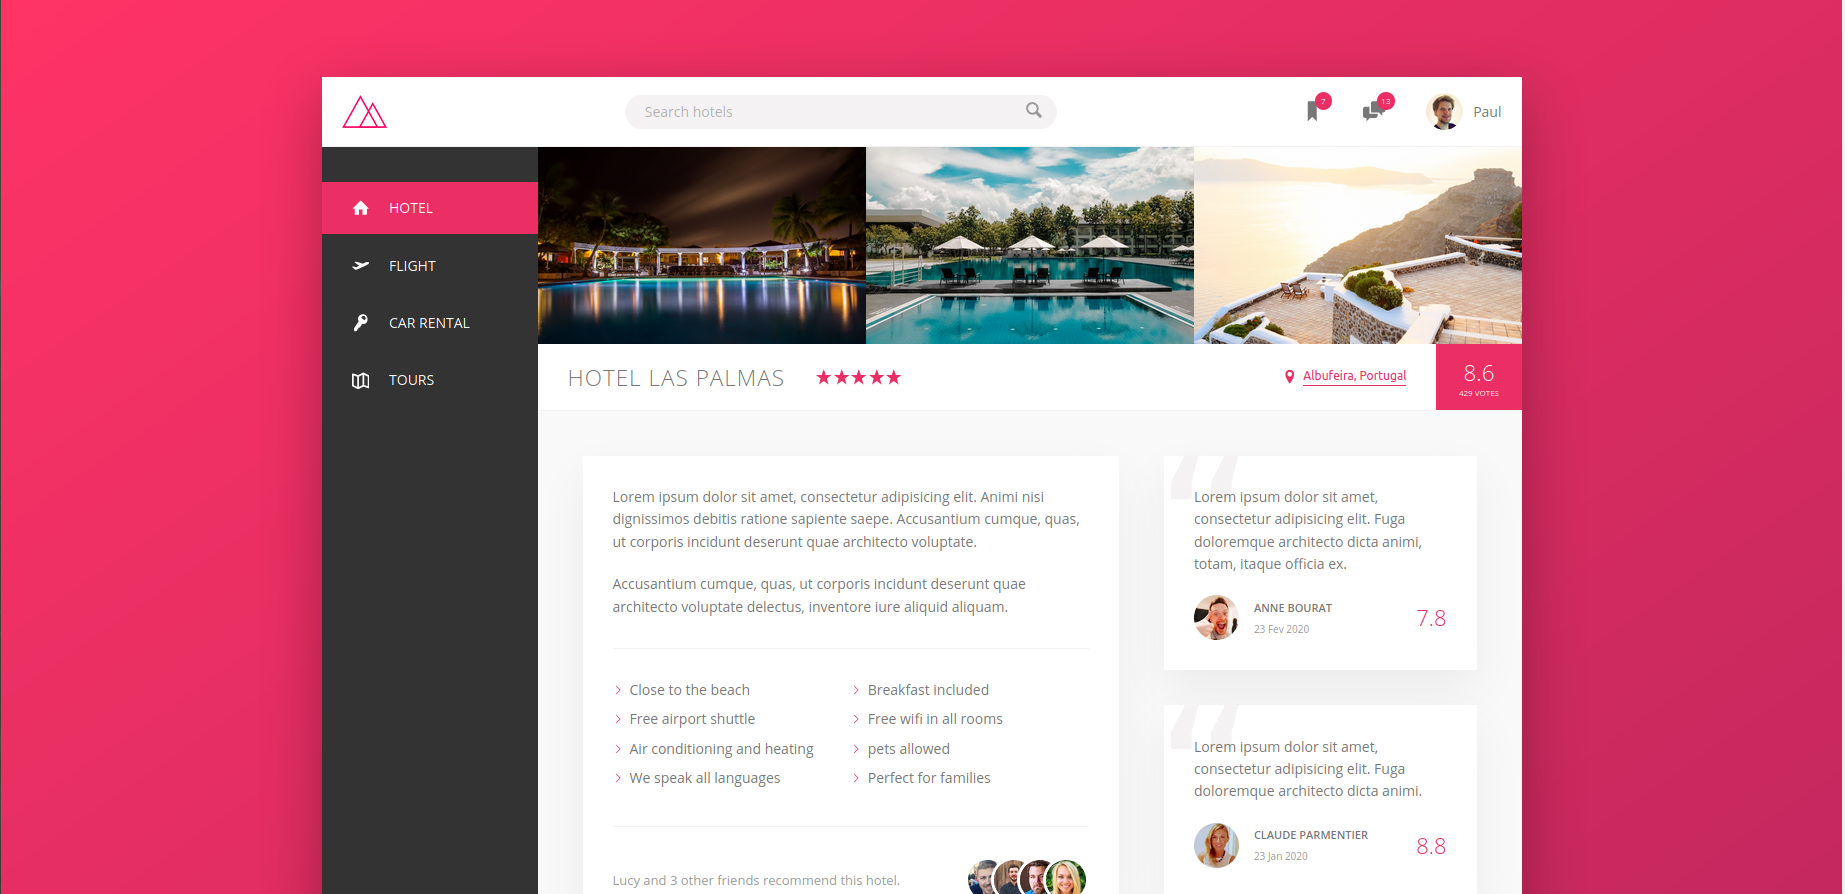 Search hotels
7
13
Paul
HOTEL
FLIGHT
CAR RENTAL
TOURS
HOTEL LAS PALMAS
Albufeira, Portugal
8.6
429 VOTES
Lorem ipsum dolor sit amet, consectetur adipisicing elit. Animi nisi
dignissimos debitis ratione sapiente saepe. Accusantium cumque, quas,
ut corporis incidunt deserunt quae architecto voluptate.
Accusantium cumque, quas, ut corporis incidunt deserunt quae
architecto voluptate delectus, inventore iure aliquid aliquam.
Close to the beach
Free airport shuttle
Air conditioning and heating
We speak all languages
Breakfast included
Free wifi in all rooms
pets allowed
Perfect for families
Lucy and 3 other friends recommend this hotel.
“
Lorem ipsum dolor sit amet,
consectetur adipisicing elit. Fuga
doloremque architecto dicta animi,
totam, itaque officia ex.
ANNE BOURAT
23 Fev 2020
7.8
“
Lorem ipsum dolor sit amet,
consectetur adipisicing elit. Fuga
doloremque architecto dicta animi.
CLAUDE PARMENTIER
23 Jan 2020
8.8